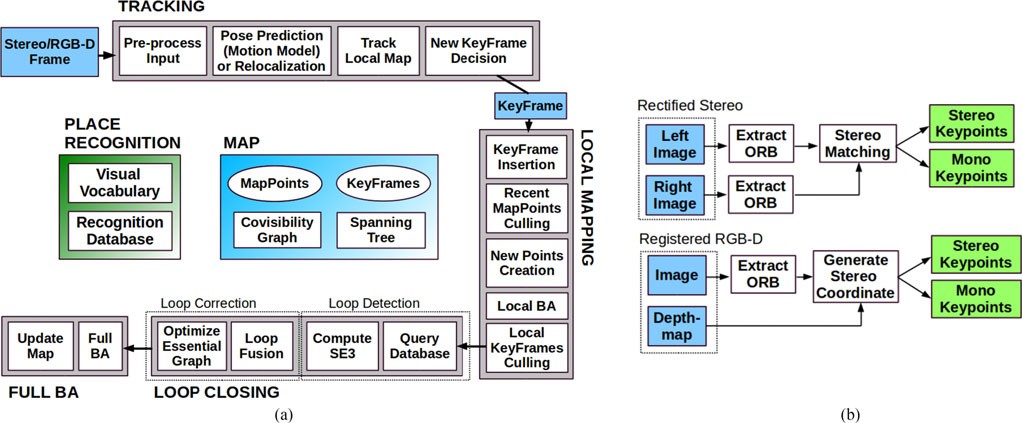 TRACKING
Stereo/RGB-D
Frame
Pre-process
Input
Pose Prediction
(Motion Model)
or Relocalization
Track
Local Map
New KeyFrame
Decision
KeyFrame
PLACE
RECOGNITION
Visual
Vocabulary
Recognition
Database
MAP
MapPoints
KeyFrames
Covisibility
Graph
Spanning
Tree
LOCAL MAPPING
KeyFrame
Insertion
Recent
MapPoints
Culling
New Points
Creation
Local BA
Local
KeyFrames
Culling
Loop Correction
Loop Detection
Optimize
Essential
Graph
Loop
Fusion
Compute
SE3
Query
Database
Update
Map
Full
BA
FULL BA
LOOP CLOSING
(a)
Rectified Stereo
Left
Image
Extract
ORB
Stereo
Matching
Stereo
Keypoints
Mono
Keypoints
Right
Image
Extract
ORB
Registered RGB-D
Image
Extract
ORB
Generate
Stereo
Coordinate
Stereo
Keypoints
Mono
Keypoints
Depth-
map
(b)